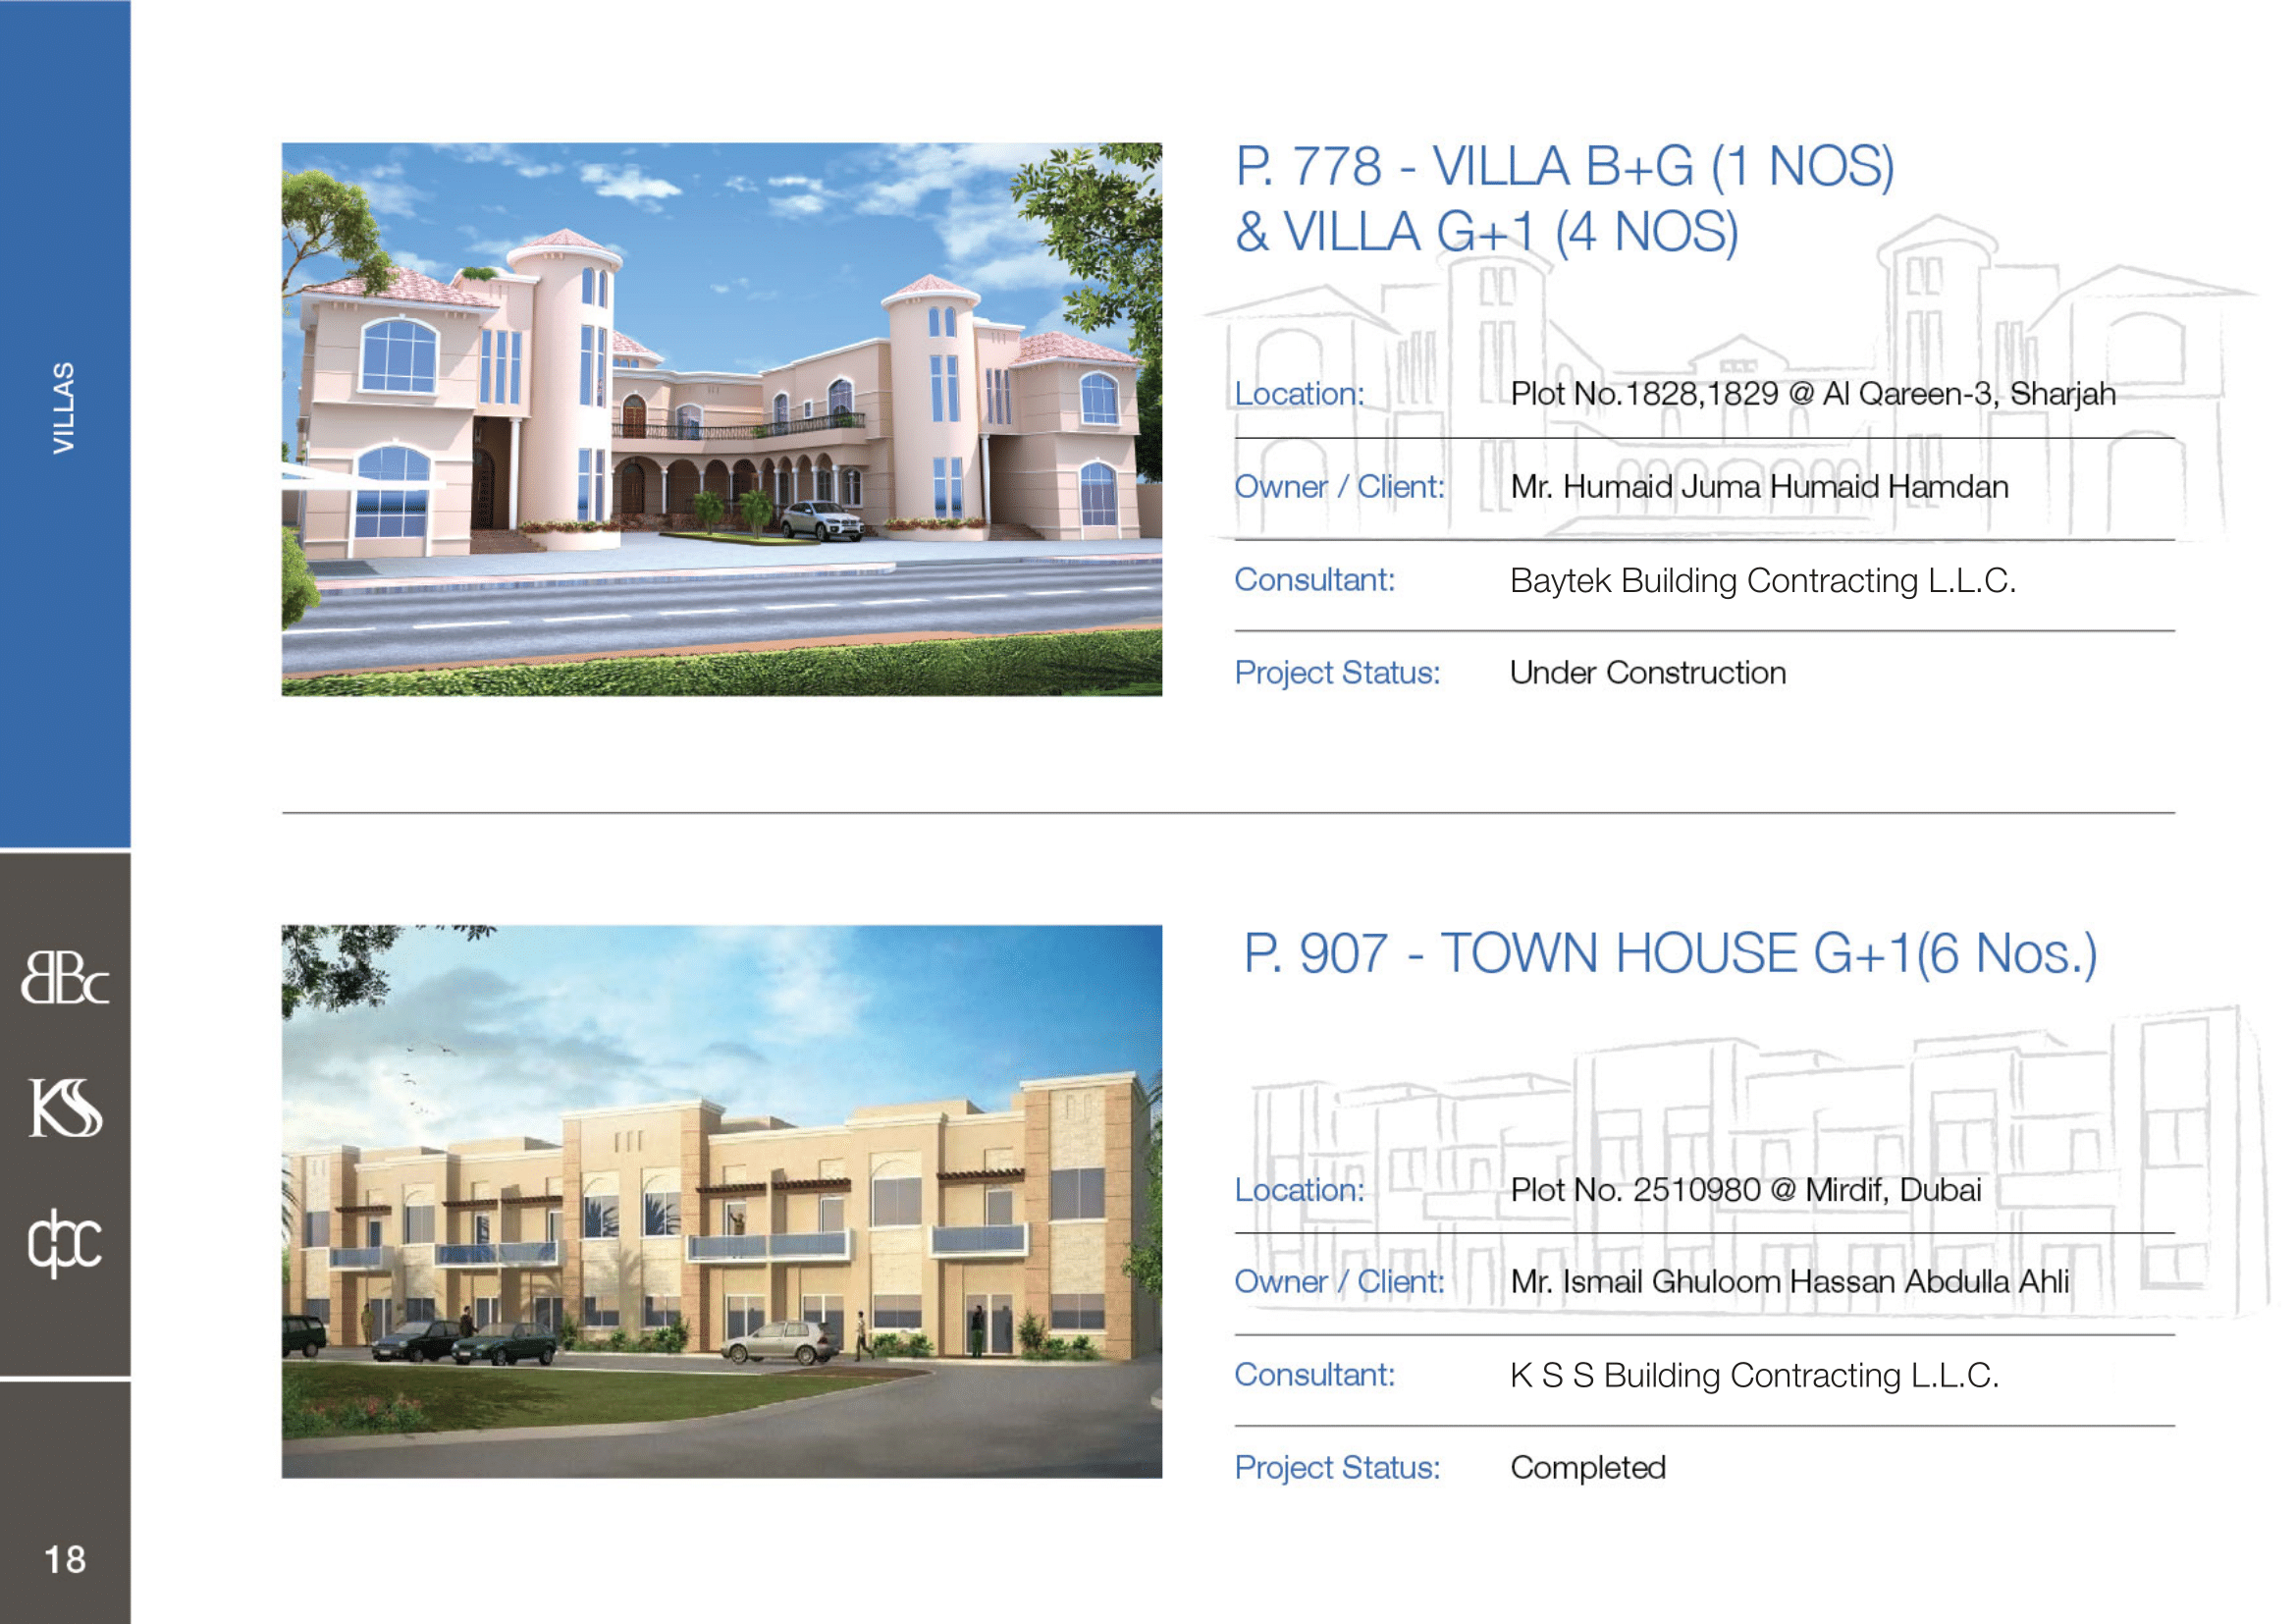 VILLAS
P. 778 - VILLA B+G (1 NOS)
& VILLA G+1 (4 NOS)
Location: Plot No.1828,1829 @ Al Qareen-3, Sharjah
Owner / Client: Mr. Humaid Juma Humaid Hamdan
Consultant: Baytek Building Contracting L.L.C.
Project Status: Under Construction
P. 907 - TOWN HOUSE G+1(6 Nos.)
Location: Plot No. 2510980 @ Mirdif, Dubai
Owner / Client: Mr. Ismail Ghuloom Hassan Abdulla Ahli
Consultant: K S S Building Contracting L.L.C.
Project Status: Completed
BBc
KS
18